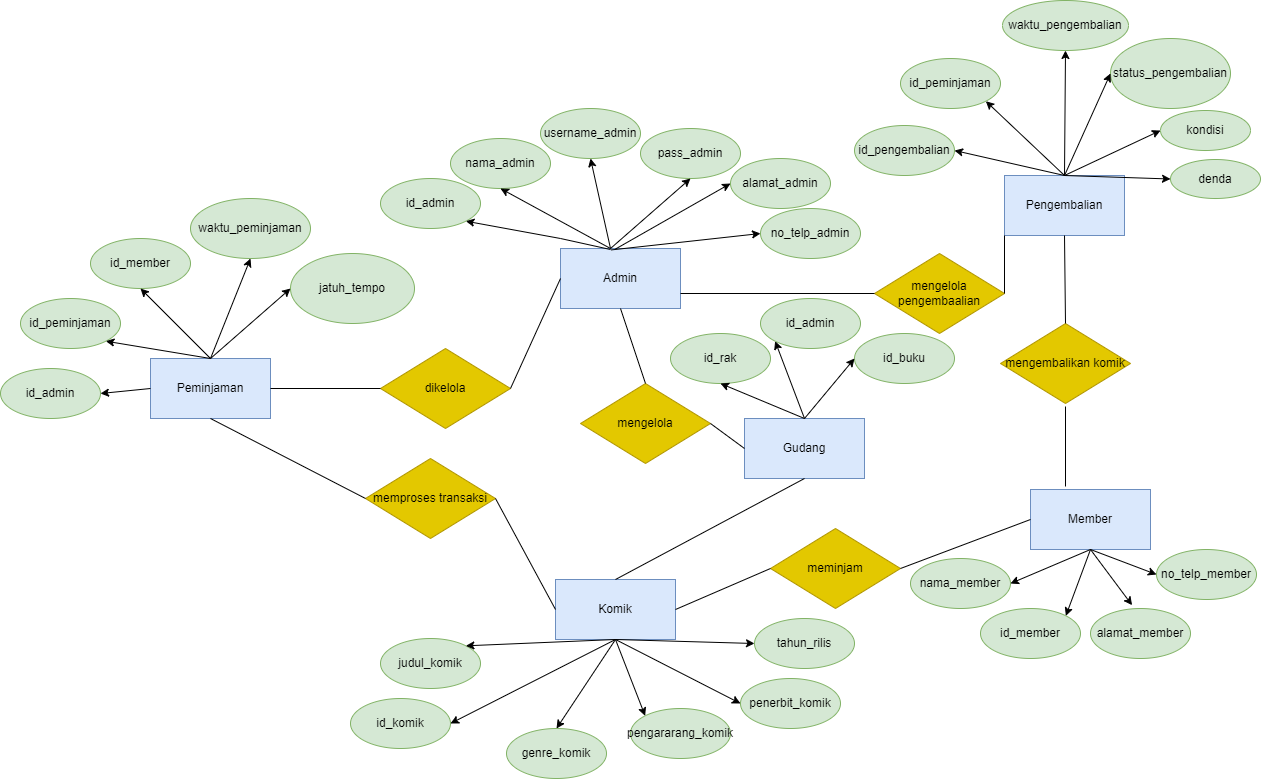 waktu_pengembalian
status_pengembalian
id_peminjaman
kondisi
id_pengembalian
denda
Pengembalian
username_admin
nama_admin
pass_admin
alamat_admin
id_admin
no_telp_admin
Admin
waktu_peminjaman
id_member
jatuh_tempo
id_peminjaman
id_admin
Peminjaman
dikelola
mengelola
pengembaalian
id_admin
id_rak
id_buku
mengembalikan komik
mengelola
Gudang
memproses transaksi
Member
meminjam
nama_member
no_telp_member
id_member
alamat_member
Komik
judul_komik
tahun_rilis
id_komik
penerbit_komik
genre_komik
pengararang_komik